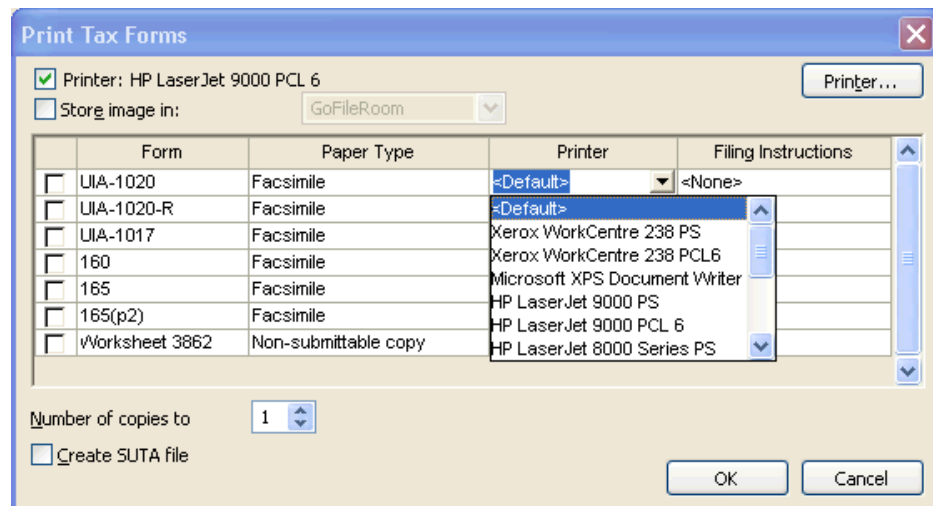 Print Tax Forms
Printer: HP LaserJet 9000 PCL 6
Printer...
Store image in:
GoFileRoom
Form Paper Type Printer Filing Instructions
UIA-1020 Facsimile <Default> <None>
UIA-1020-R Facsimile <Default>
UIA-1017 Facsimile Xerox WorkCentre 238 PS
160 Facsimile Xerox WorkCentre 238 PCL6
165 Facsimile Microsoft XPS Document Writer
165(p2) Facsimile HP LaserJet 9000 PS
HP LaserJet 9000 PCL 6
Worksheet 3862 Non-submittable copy HP LaserJet 8000 Series PS
Number of copies to 1
Create SUTA file
OK Cancel